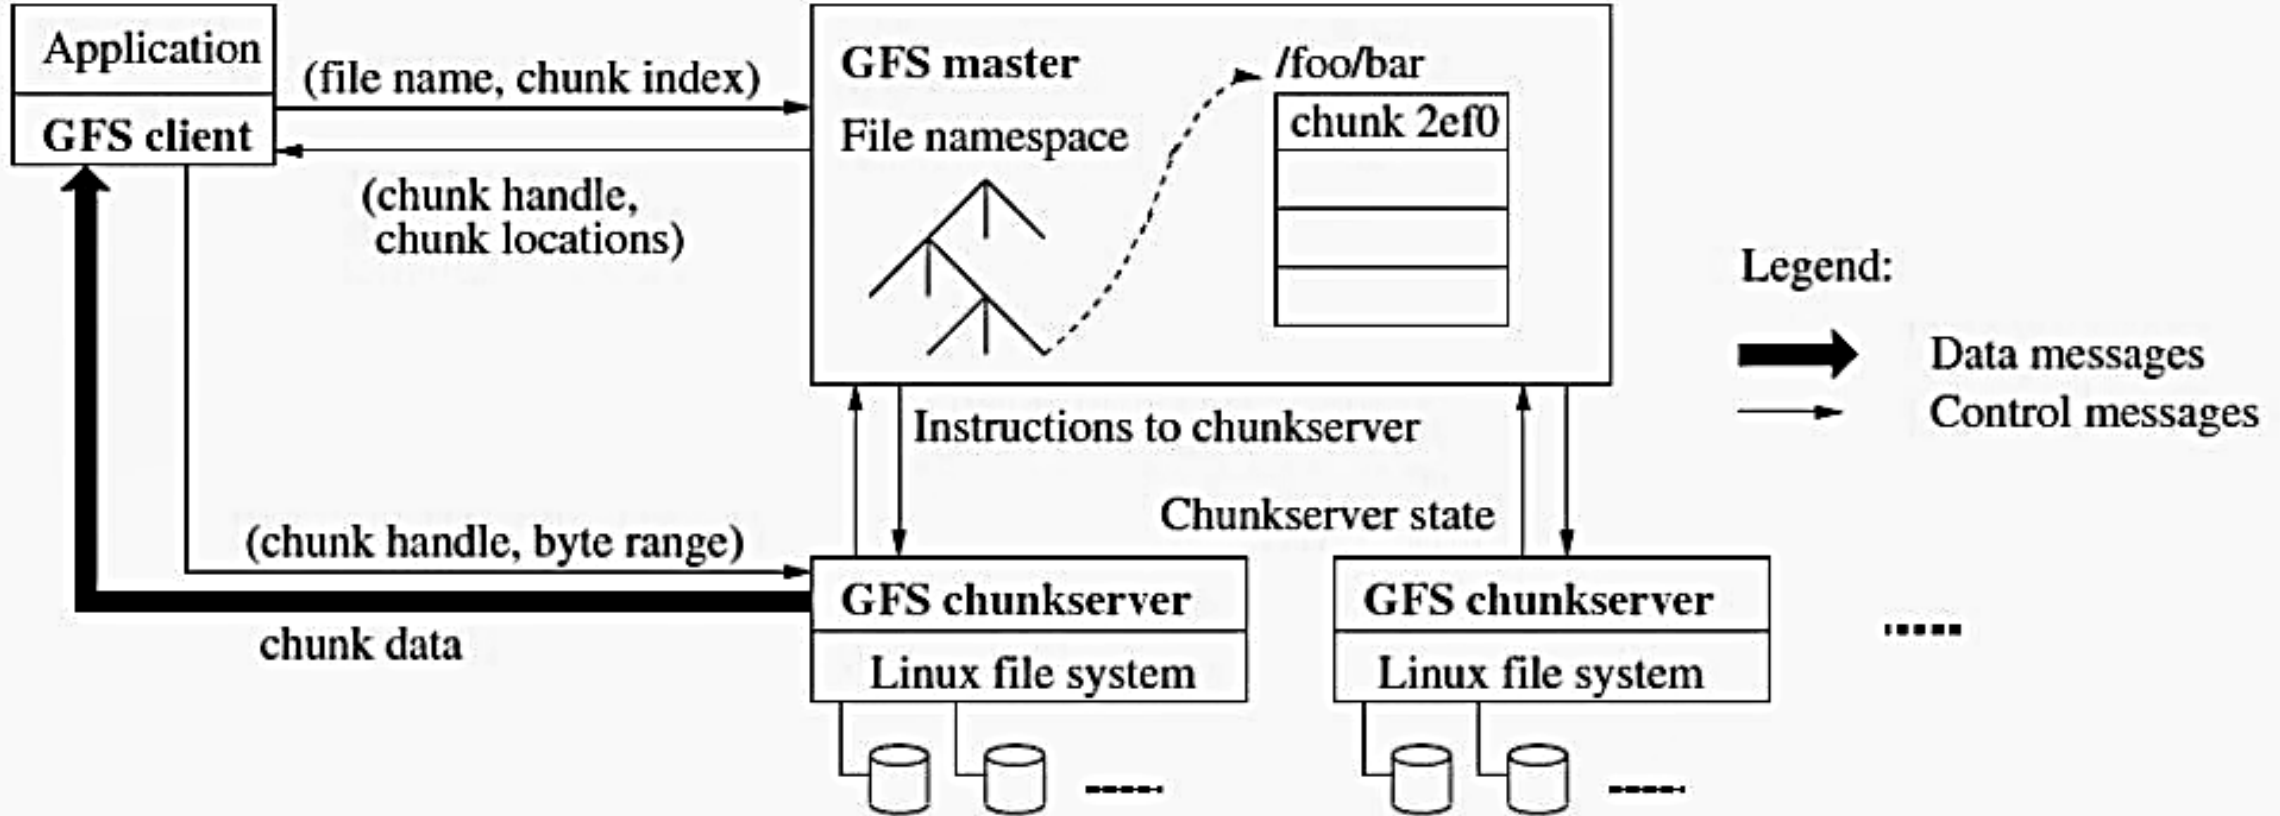 Application
GFS client
(file name, chunk index)
(chunk handle,
chunk locations)
GFS master
File namespace
/foo/bar
chunk 2ef0
Legend:
Data messages
Control messages
Instructions to chunkserver
Chunkserver state
(chunk handle, byte range)
chunk data
GFS chunkserver
Linux file system
GFS chunkserver
Linux file system